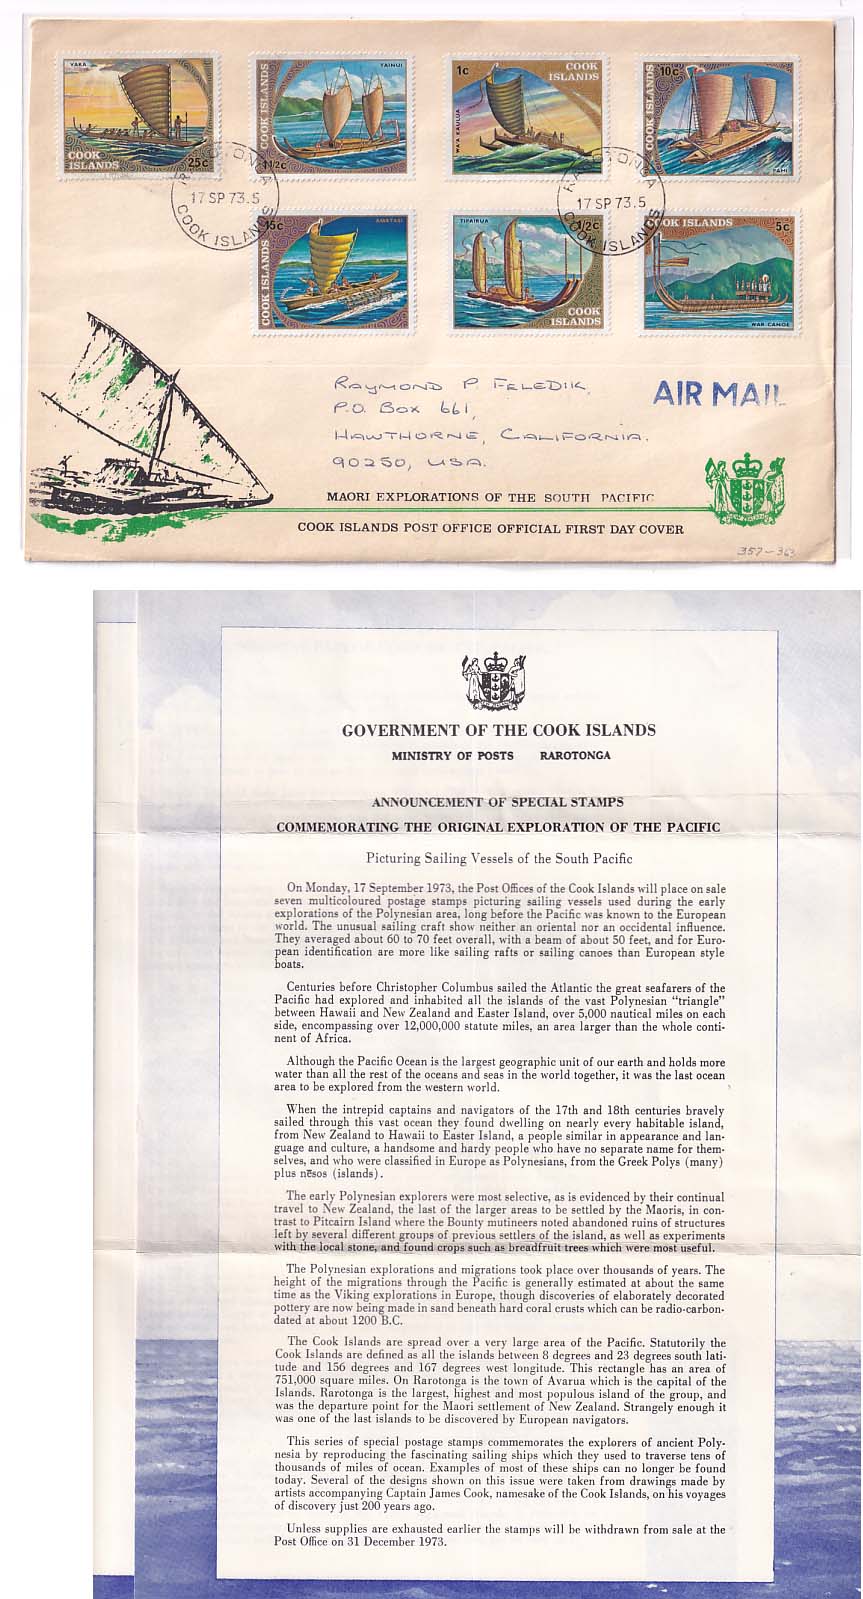 VAKA
COOK
ISLANDS
25c
TAINUI
COOK ISLANDS
1 1/2c
1c
COOK
ISLANDS
WAA KAULUA
10c
COOK ISLANDS
PAHI
RAROTONGA
17 SP 73.5
COOK ISLANDS
RAROTONGA
17 SP 73.5
COOK ISLANDS
15c
AMATASI
COOK ISLANDS
TIPAIRUA
1/2c
COOK
ISLANDS
COOK ISLANDS
5c
WAR CANOE
RAYMOND P. FELEDIK,
P.O. BOX 661,
HAWTHORNE, CALIFORNIA.
90250, USA.
AIR MAIL
MAORI EXPLORATIONS OF THE SOUTH PACIFIC
COOK ISLANDS POST OFFICE OFFICIAL FIRST DAY COVER
357-363
GOVERNMENT OF THE COOK ISLANDS
MINISTRY OF POSTS RAROTONGA
ANNOUNCEMENT OF SPECIAL STAMPS
COMMEMORATING THE ORIGINAL EXPLORATION OF THE PACIFIC
Picturing Sailing Vessels of the South Pacific
On Monday, 17 September 1973, the Post Offices of the Cook Islands will place on sale
seven multicoloured postage stamps picturing sailing vessels used during the early
explorations of the Polynesian area, long before the Pacific was known to the European
world. The unusual sailing craft show neither an oriental nor an occidental influence.
They averaged about 60 to 70 feet overall, with a beam of about 50 feet, and for Euro-
pean identification are more like sailing rafts or sailing canoes than European style
boats.
Centuries before Christopher Columbus sailed the Atlantic the great seafarers of the
Pacific had explored and inhabited all the islands of the vast Polynesian "triangle"
between Hawaii and New Zealand and Easter Island, over 5,000 nautical miles on each
side, encompassing over 12,000,000 statute miles, an area larger than the whole conti-
nent of Africa.
Although the Pacific Ocean is the largest geographic unit of our earth and holds more
water than all the rest of the oceans and seas in the world together, it was the last ocean
area to be explored from the western world.
When the intrepid captains and navigators of the 17th and 18th centuries bravely
sailed through this vast ocean they found dwelling on nearly every habitable island,
from New Zealand to Hawaii to Easter Island, a people similar in appearance and lan-
guage and culture, a handsome and hardy people who have no separate name for them-
selves, and who were classified in Europe as Polynesians, from the Greek Polys (many)
plus nēsos (islands).
The early Polynesian explorers were most selective, as is evidenced by their continual
travel to New Zealand, the last of the larger areas to be settled by the Maoris, in con-
trast to Pitcairn Island where the Bounty mutineers noted abandoned ruins of structures
left by several different groups of previous settlers of the island, as well as experiments
with the local stone, and found crops such as breadfruit trees which were most useful.
The Polynesian explorations and migrations took place over thousands of years. The
height of the migrations through the Pacific is generally estimated at about the same
time as the Viking explorations in Europe, though discoveries of elaborately decorated
pottery are now being made in sand beneath hard coral crusts which can be radio-carbon-
dated at about 1200 B.C.
The Cook Islands are spread over a very large area of the Pacific. Statutorily the
Cook Islands are defined as all the islands between 8 degrees and 23 degrees south lati-
tude and 156 degrees and 167 degrees west longitude. This rectangle has an area of
751,000 square miles. On Rarotonga is the town of Avarua which is the capital of the
Islands. Rarotonga is the largest, highest and most populous island of the group, and
was the departure point for the Maori settlement of New Zealand. Strangely enough it
was one of the last islands to be discovered by European navigators.
This series of special postage stamps commemorates the explorers of ancient Poly-
nesia by reproducing the fascinating sailing ships which they used to traverse tens of
thousands of miles of ocean. Examples of most of these ships can no longer be found
today. Several of the designs shown on this issue were taken from drawings made by
artists accompanying Captain James Cook, namesake of the Cook Islands, on his voyages
of discovery just 200 years ago.
Unless supplies are exhausted earlier the stamps will be withdrawn from sale at the
Post Office on 31 December 1973.